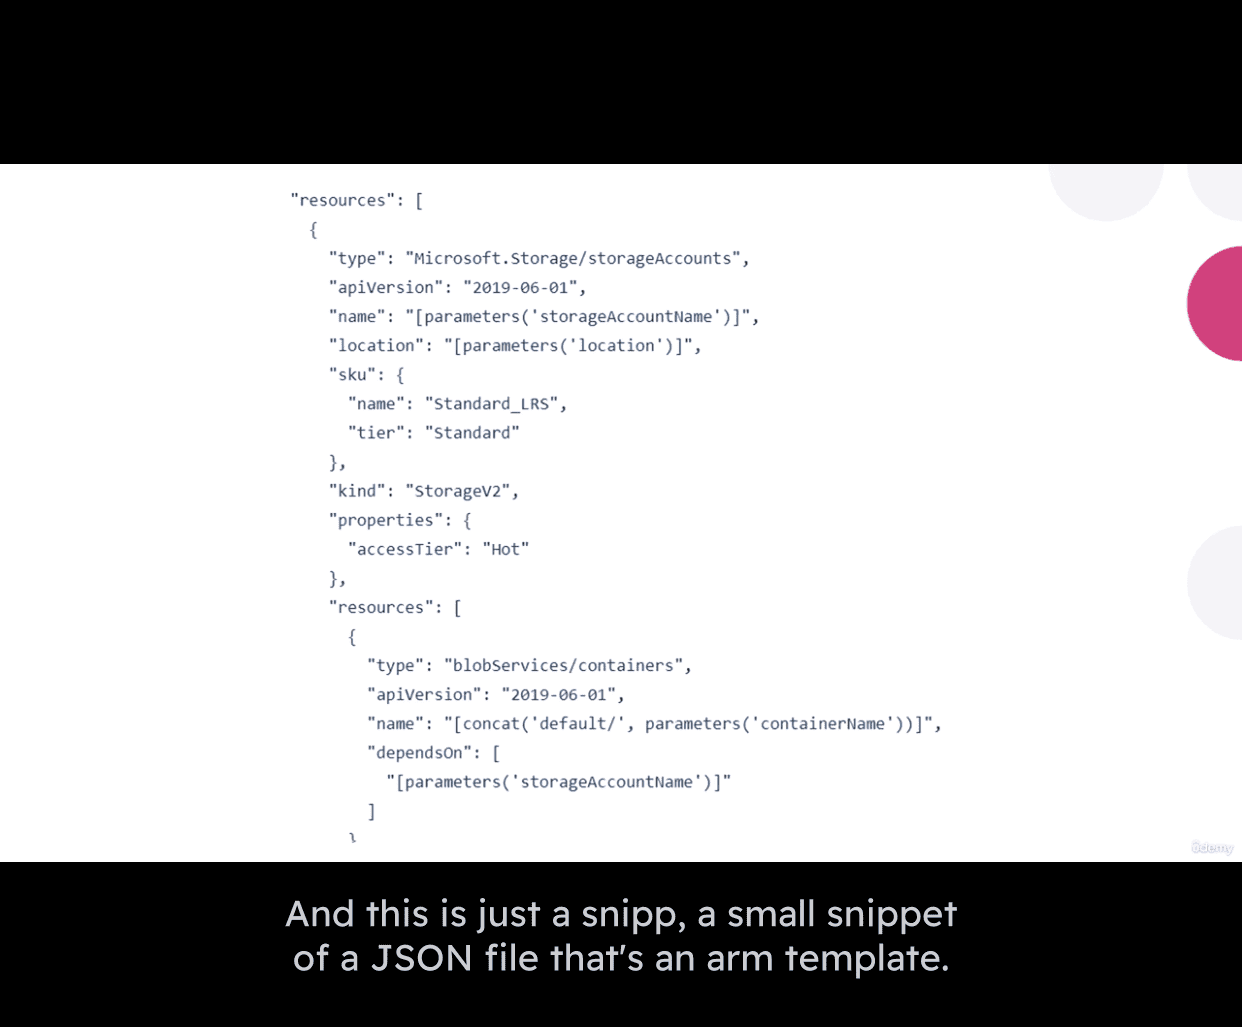 "resources": [
{
"type": "Microsoft.Storage/storageAccounts",
"apiVersion": "2019-06-01",
"name": "[parameters('storageAccountName')]",
"location": "[parameters('location')]",
"sku": {
"name": "Standard_LRS",
"tier": "Standard"
},
"kind": "StorageV2",
"properties": {
"accessTier": "Hot"
},
"resources": [
{
"type": "blobServices/containers",
"apiVersion": "2019-06-01",
"name": "[concat('default/', parameters('containerName'))]",
"dependsOn": [
"[parameters('storageAccountName')]"
]
}
ûdemy
And this is just a snipp, a small snippet
of a JSON file that's an arm template.